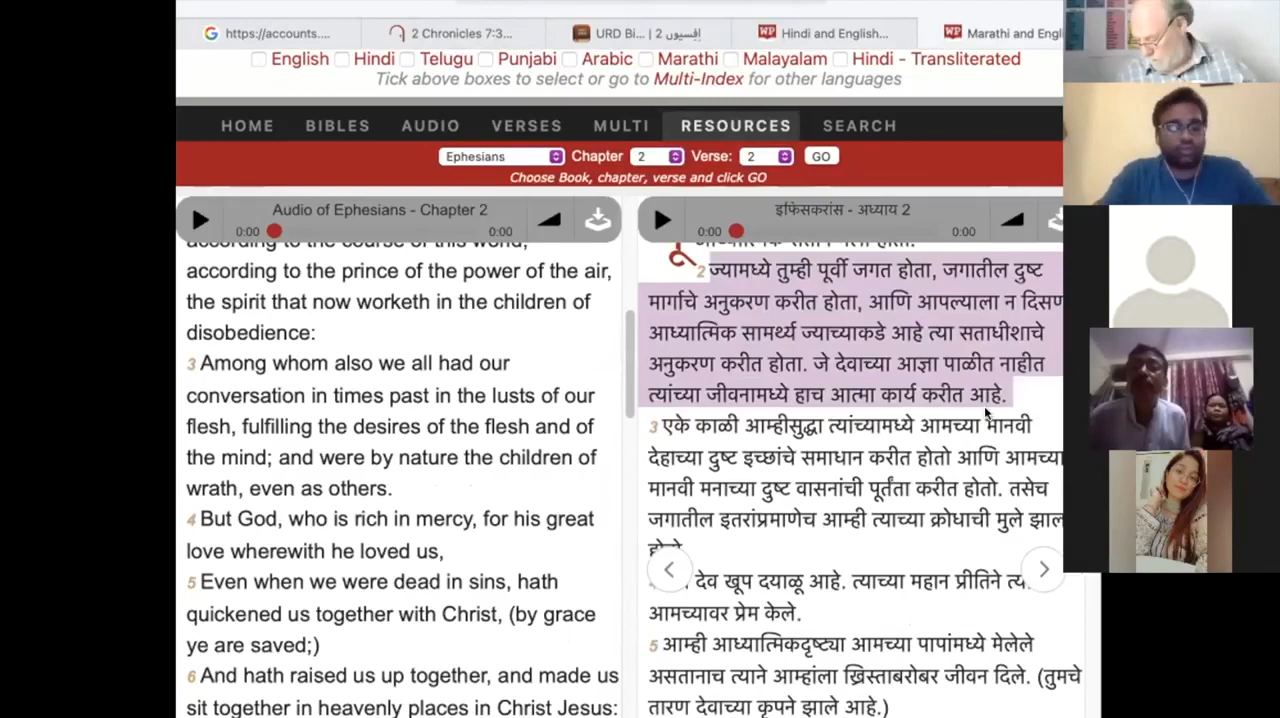 https://accounts....
2 Chronicles 7:3...
URD Bi... | 2 إفسيون
Hindi and English...
Marathi and Engl
English Hindi Telugu Punjabi Arabic Marathi Malayalam Hindi - Transliterated
Tick above boxes to select or go to Multi-Index for other languages
HOME BIBLES AUDIO VERSES MULTI RESOURCES SEARCH
Ephesians Chapter 2 Verse: 2 GO
Choose Book, chapter, verse and click GO
Audio of Ephesians - Chapter 2
0:00 0:00
according to the course of this world,
according to the prince of the power of the air,
the spirit that now worketh in the children of
disobedience:
3 Among whom also we all had our
conversation in times past in the lusts of our
flesh, fulfilling the desires of the flesh and of
the mind; and were by nature the children of
wrath, even as others.
4 But God, who is rich in mercy, for his great
love wherewith he loved us,
5 Even when we were dead in sins, hath
quickened us together with Christ, (by grace
ye are saved;)
6 And hath raised us up together, and made us
sit together in heavenly places in Christ Jesus:
इफिसकरांस - अध्याय 2
0:00 0:00
2 ज्यामध्ये तुम्ही पूर्वी जगत होता, जगातील दुष्ट
मार्गाचे अनुकरण करीत होता, आणि आपल्याला न दिसण
आध्यात्मिक सामर्थ्य ज्याच्याकडे आहे त्या सताधीशाचे
अनुकरण करीत होता. जे देवाच्या आज्ञा पाळीत नाहीत
त्यांच्या जीवनामध्ये हाच आत्मा कार्य करीत आहे.
3 एके काळी आम्हीसुद्धा त्यांच्यामध्ये आमच्या मानवी
देहाच्या दुष्ट इच्छांचे समाधान करीत होतो आणि आमच्या
मानवी मनाच्या दुष्ट वासनांची पूर्तता करीत होतो. तसेच
जगातील इतरांप्रमाणेच आम्ही त्याच्या क्रोधाची मुले झाल
देव खूप दयाळू आहे. त्याच्या महान प्रीतिने
आमच्यावर प्रेम केले.
5 आम्ही आध्यात्मिकदृष्ट्या आमच्या पापांमध्ये मेलेले
असतानाच त्याने आम्हांला ख्रिस्ताबरोबर जीवन दिले. (तुमचे
तारण देवाच्या कृपने झाले आहे.)